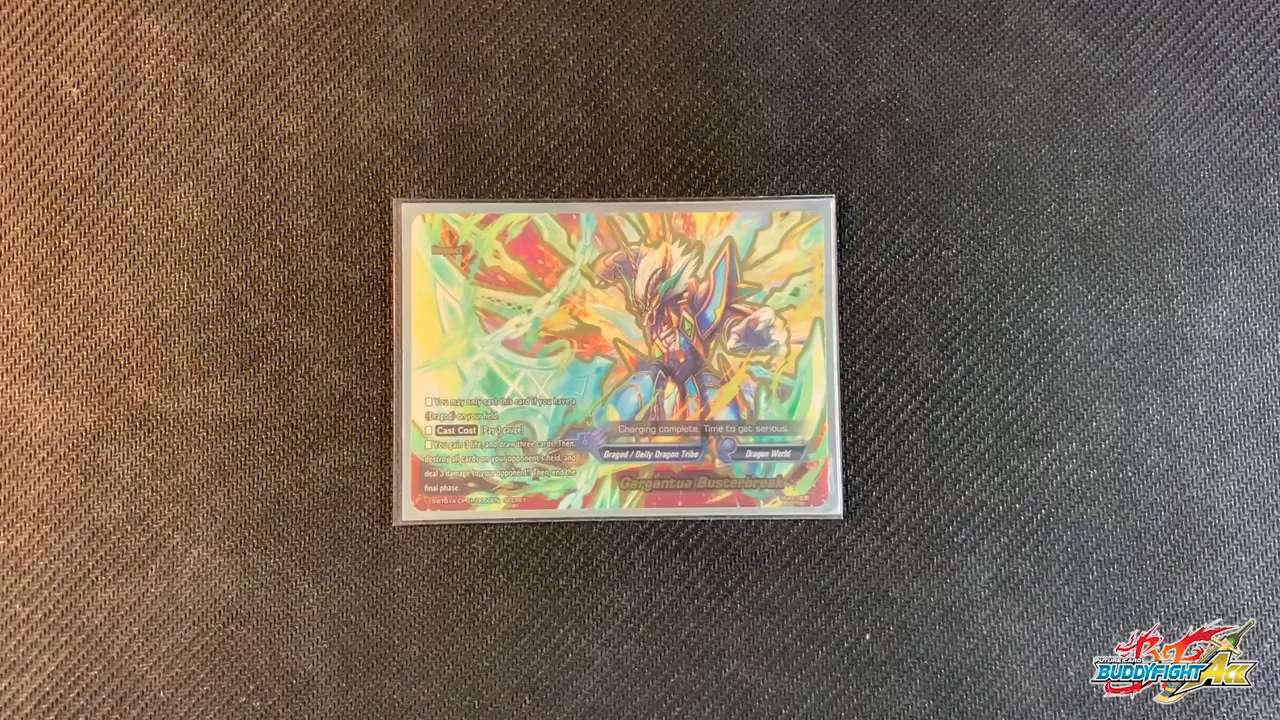 You may only cast this card if you have a
(Dragod) on your field.
Cast Cost [Pay 3 gauge]
You gain 3 life, and draw three cards. Then,
destroy all cards on your opponent's field, and
deal a damage to your opponent!! Then, end the
final phase.
Charging complete. Time to get serious.
Dragod / Deify Dragon Tribe
Dragon World
Gargantua Busterbreak
FUTURE CARD
BUDDYFIGHT Ace